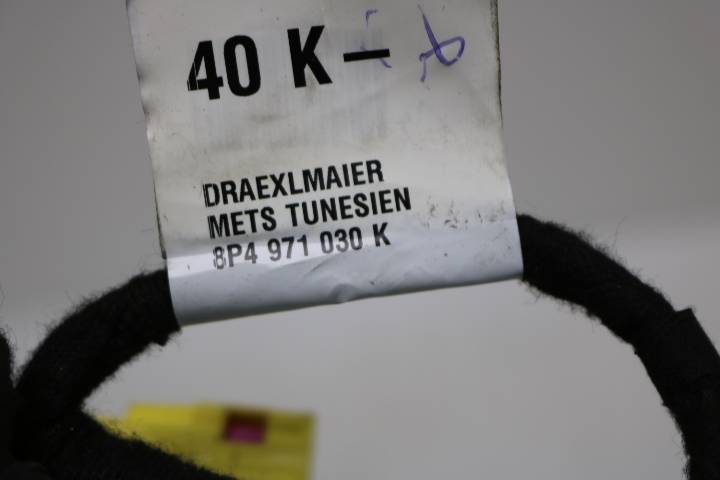 40 K-
DRAEXLMAIER
METS TUNESIEN
8P4 971 030 K